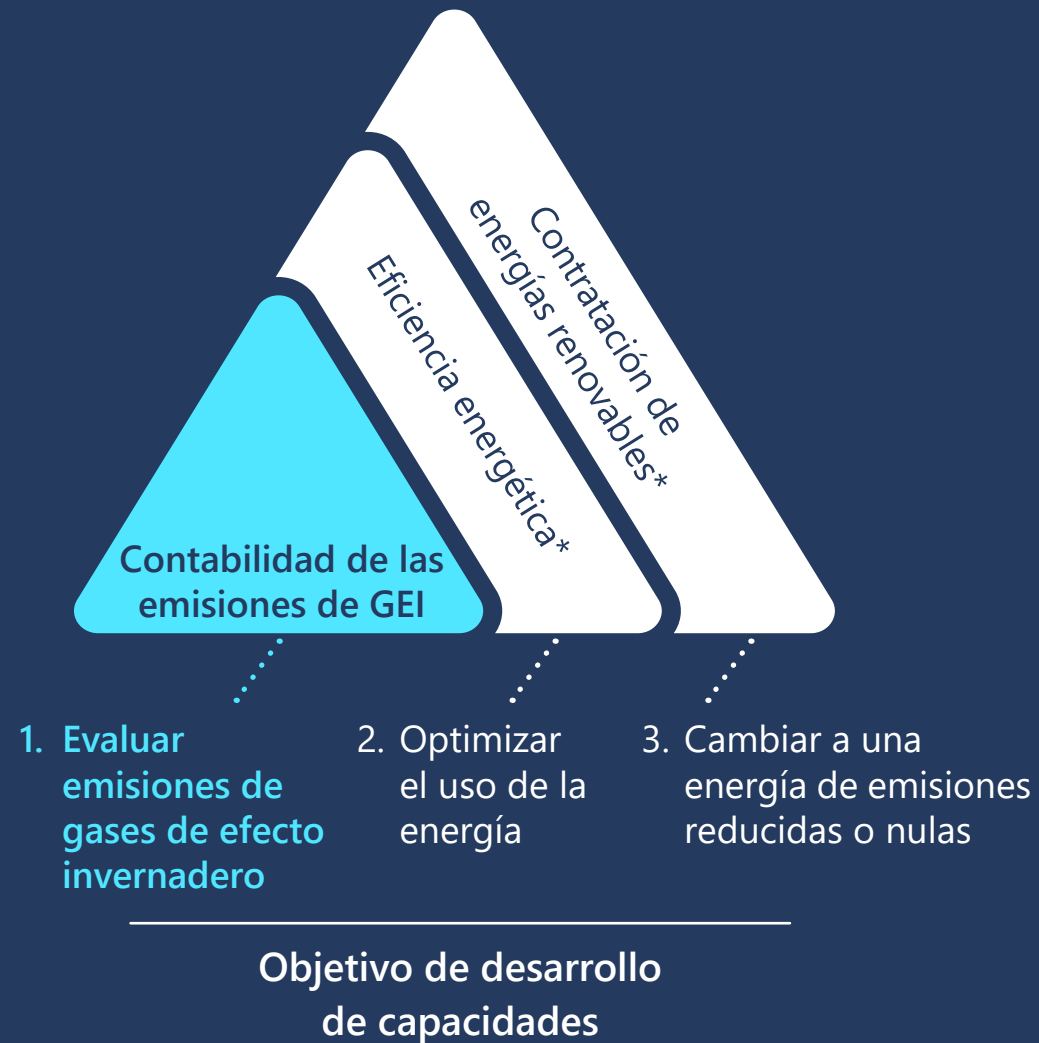 Contratación de
energías renovables*
Eficiencia energética*
Contabilidad de las
emisiones de GEI
1. Evaluar
emisiones de
gases de efecto
invernadero
2. Optimizar
el uso de la
energía
3. Cambiar a una
energía de emisiones
reducidas o nulas
Objetivo de desarrollo
de capacidades